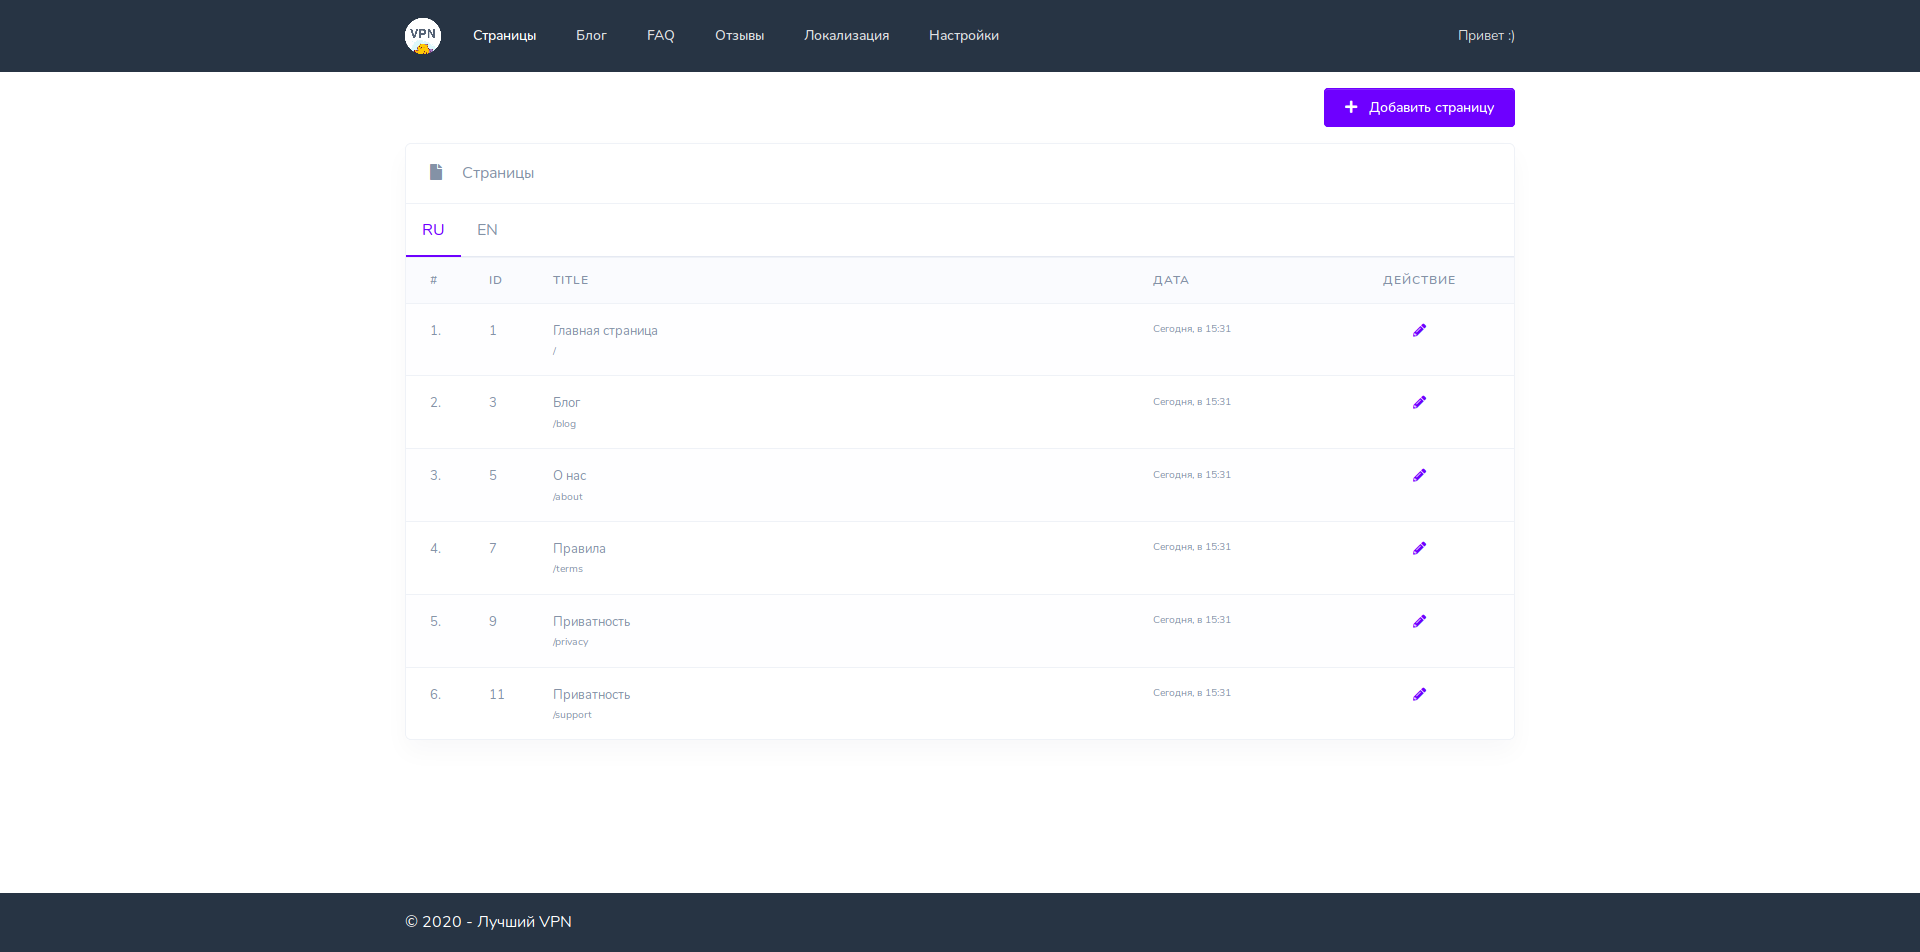 VPN Страницы Блог FAQ Отзывы Локализация Настройки Привет :)
Добавить страницу
Страницы
RU EN
# ID TITLE ДАТА ДЕЙСТВИЕ
1. 1 Главная страница Сегодня, в 15:31
/
2. 3 Блог Сегодня, в 15:31
/blog
3. 5 О нас Сегодня, в 15:31
/about
4. 7 Правила Сегодня, в 15:31
/terms
5. 9 Приватность Сегодня, в 15:31
/privacy
6. 11 Приватность Сегодня, в 15:31
/support
© 2020 - Лучший VPN